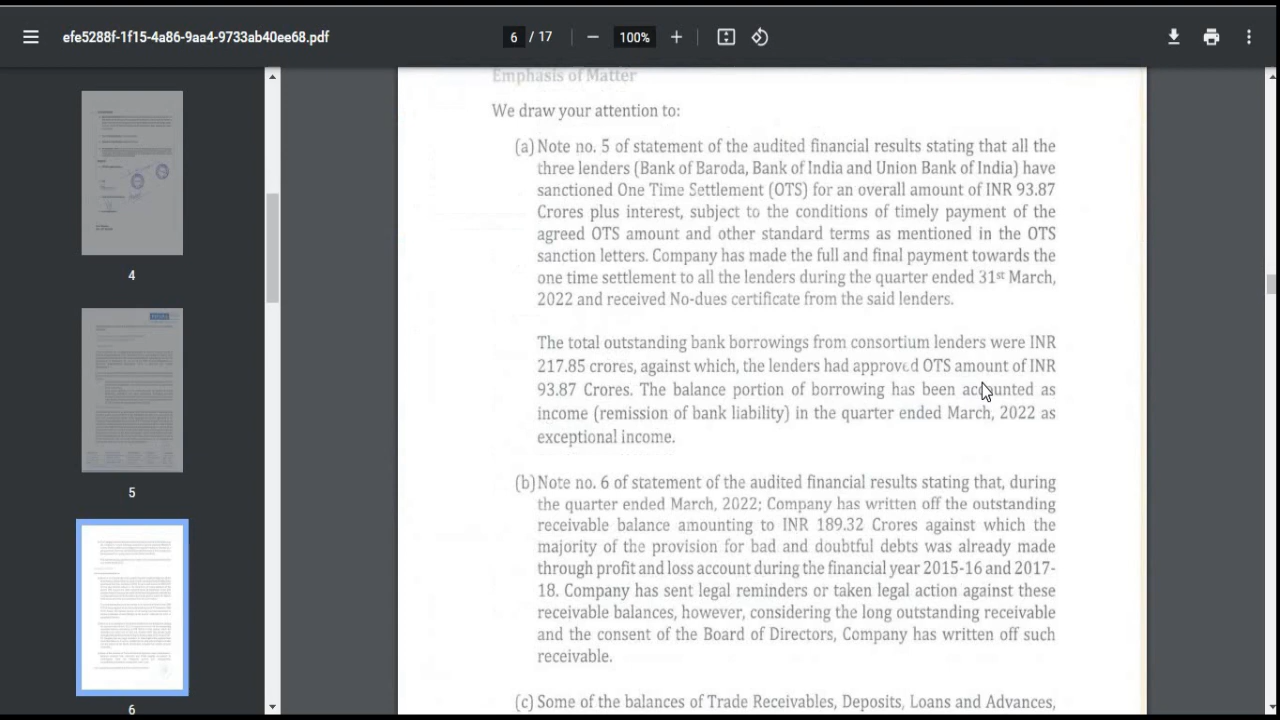 efe5288f-1f15-4a86-9aa4-9733ab40ee68.pdf
6 / 17
100%
4
5
6
Emphasis of Matter
We draw your attention to:
(a) Note no. 5 of statement of the audited financial results stating that all the
three lenders (Bank of Baroda, Bank of India and Union Bank of India) have
sanctioned One Time Settlement (OTS) for an overall amount of INR 93.87
Crores plus interest, subject to the conditions of timely payment of the
agreed OTS amount and other standard terms as mentioned in the OTS
sanction letters. Company has made the full and final payment towards the
one time settlement to all the lenders during the quarter ended 31st March,
2022 and received No-dues certificate from the said lenders.
The total outstanding bank borrowings from consortium lenders were INR
217.85 crores, against which, the lenders had approved OTS amount of INR
93.87 Crores. The balance portion of borrowing has been accounted as
income (remission of bank liability) in the quarter ended March, 2022 as
exceptional income.
(b) Note no. 6 of statement of the audited financial results stating that, during
the quarter ended March, 2022; Company has written off the outstanding
receivable balance amounting to INR 189.32 Crores against which the
majority of the provision for bad and doubtful debts was already made
through profit and loss account during the financial year 2015-16 and 2017-
18. Company has sent legal reminders or taken legal action against these
receivable balances, however, considering the long outstanding receivable
and the consent of the Board of Directors, Company has written off such
receivable.
(c) Some of the balances of Trade Receivables, Deposits, Loans and Advances,